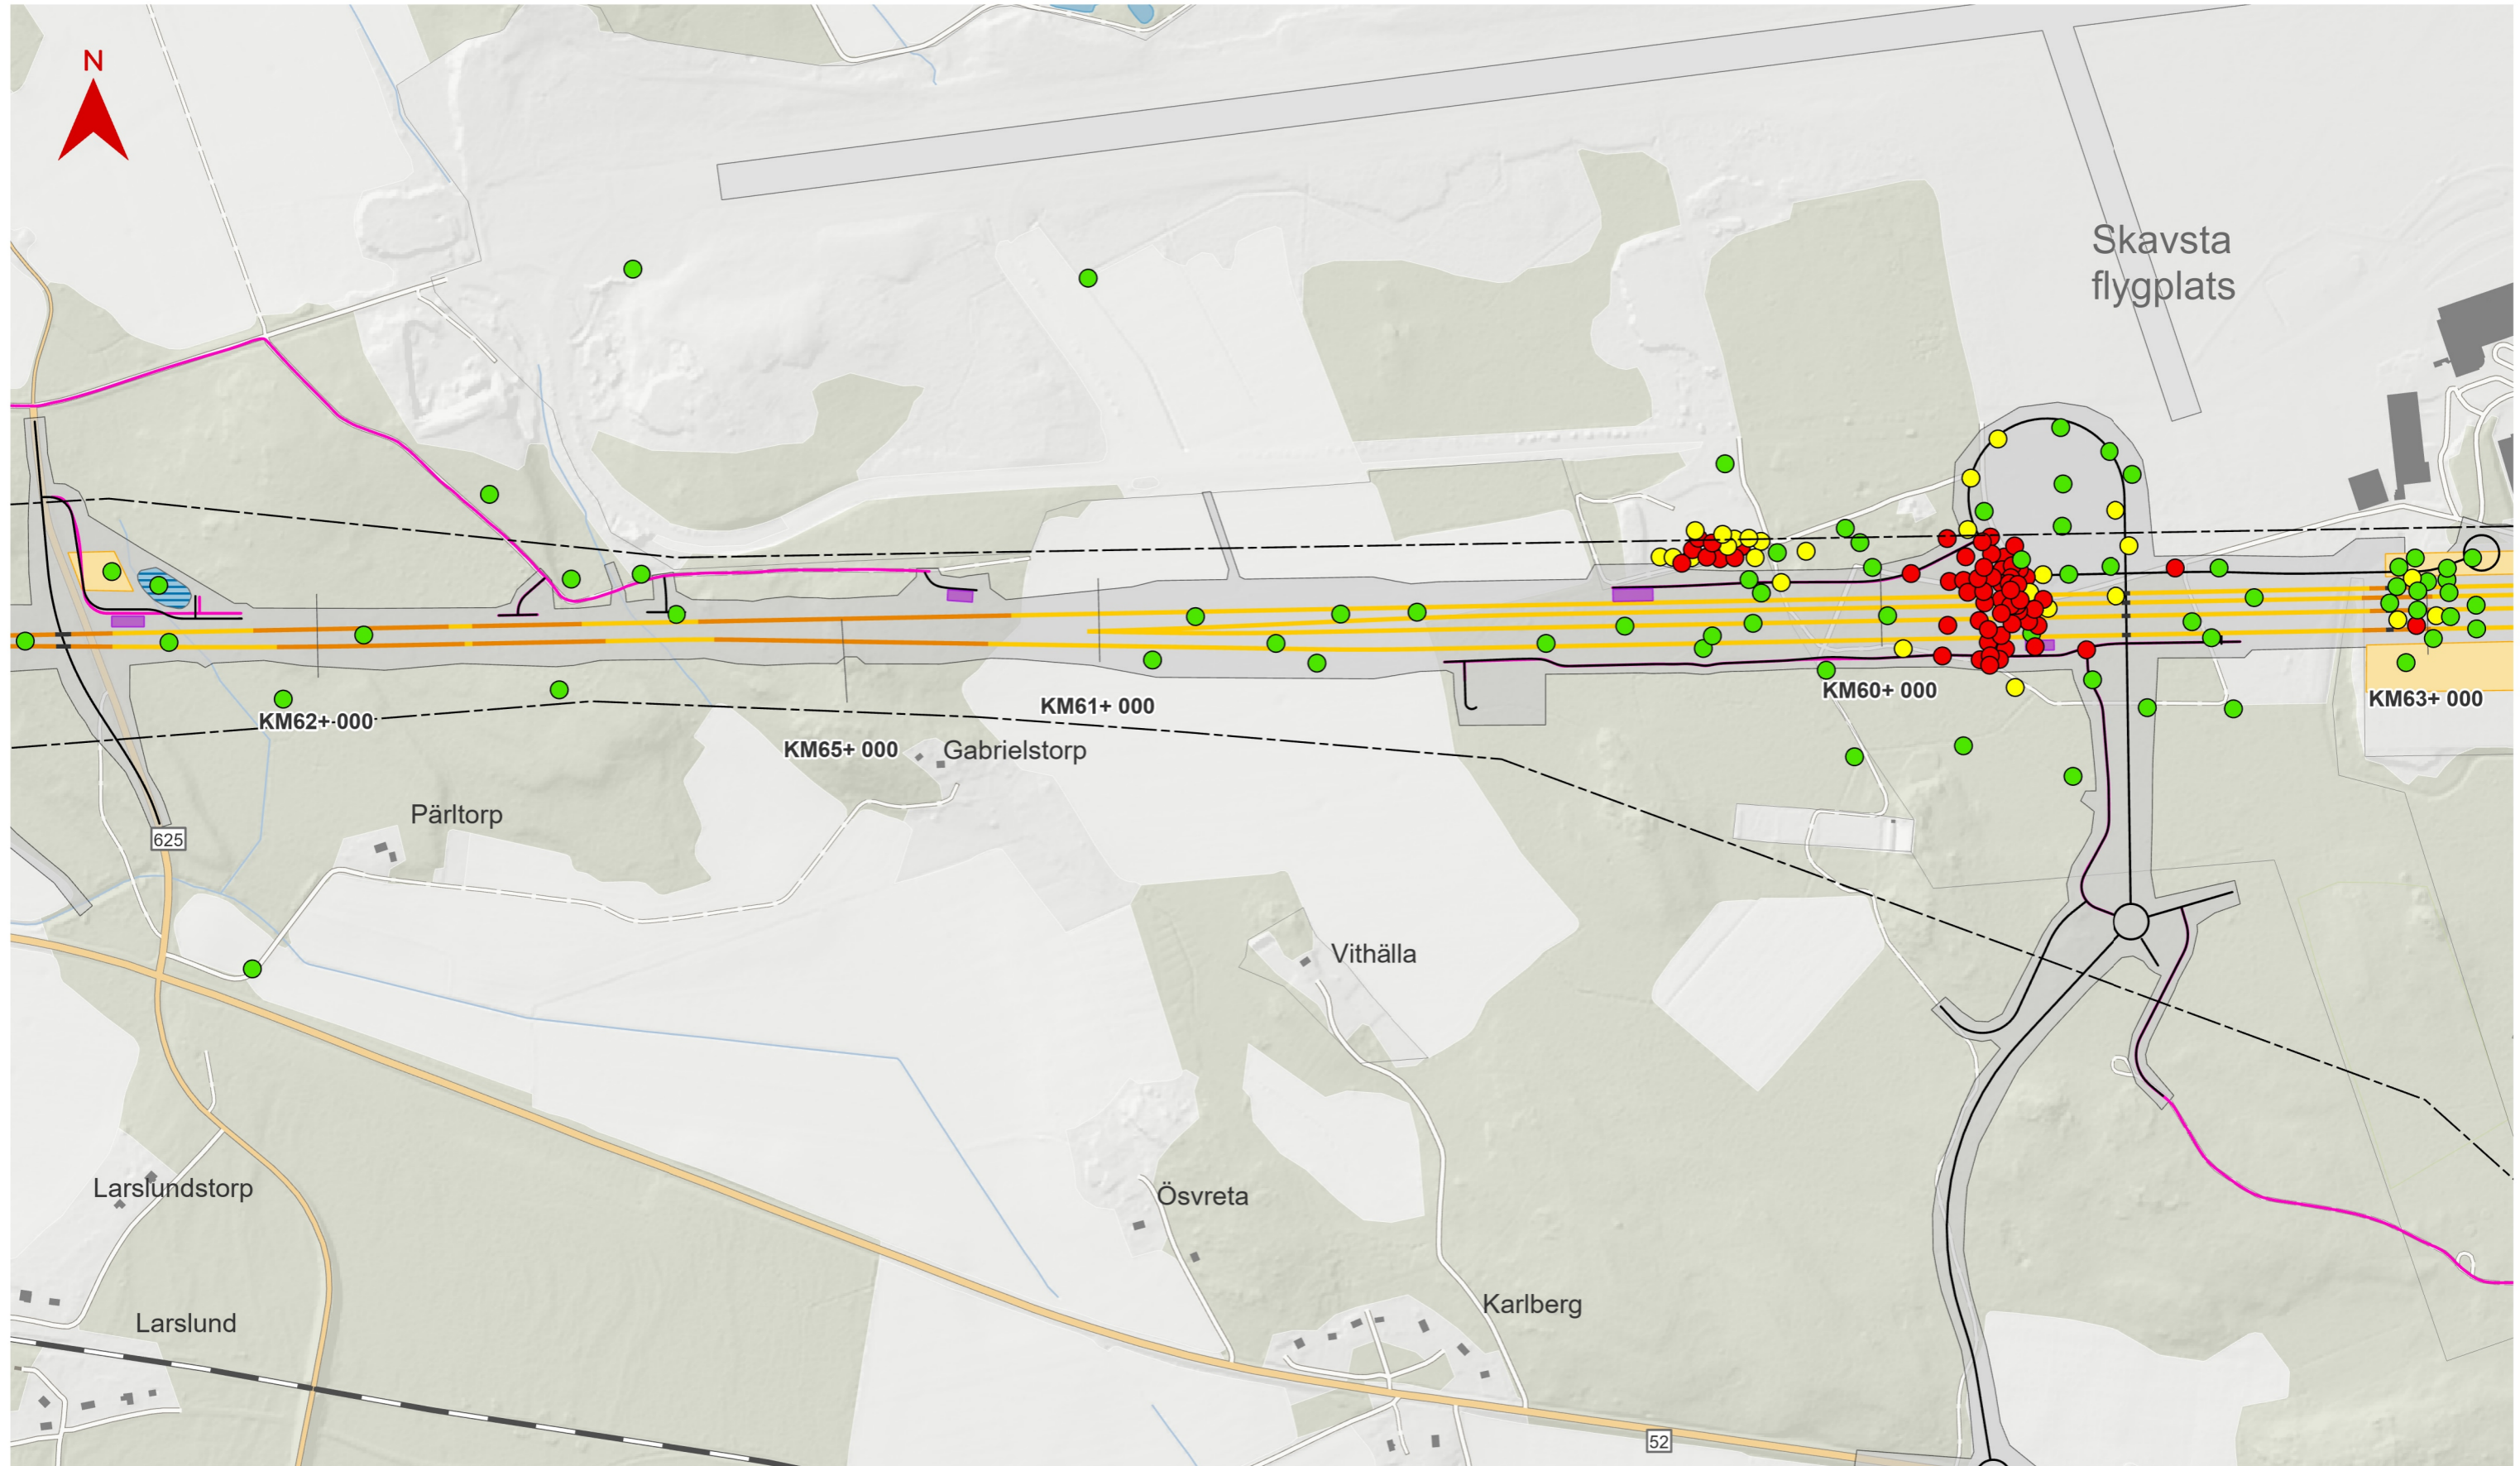 N
Skavsta
flygplats
KM62+ 000
KM65+ 000
KM61+ 000
KM60+ 000
KM63+ 000
Gabrielstorp
Pärltorp
625
Vithälla
Larslundstorp
Ösvreta
Larslund
Karlberg
52